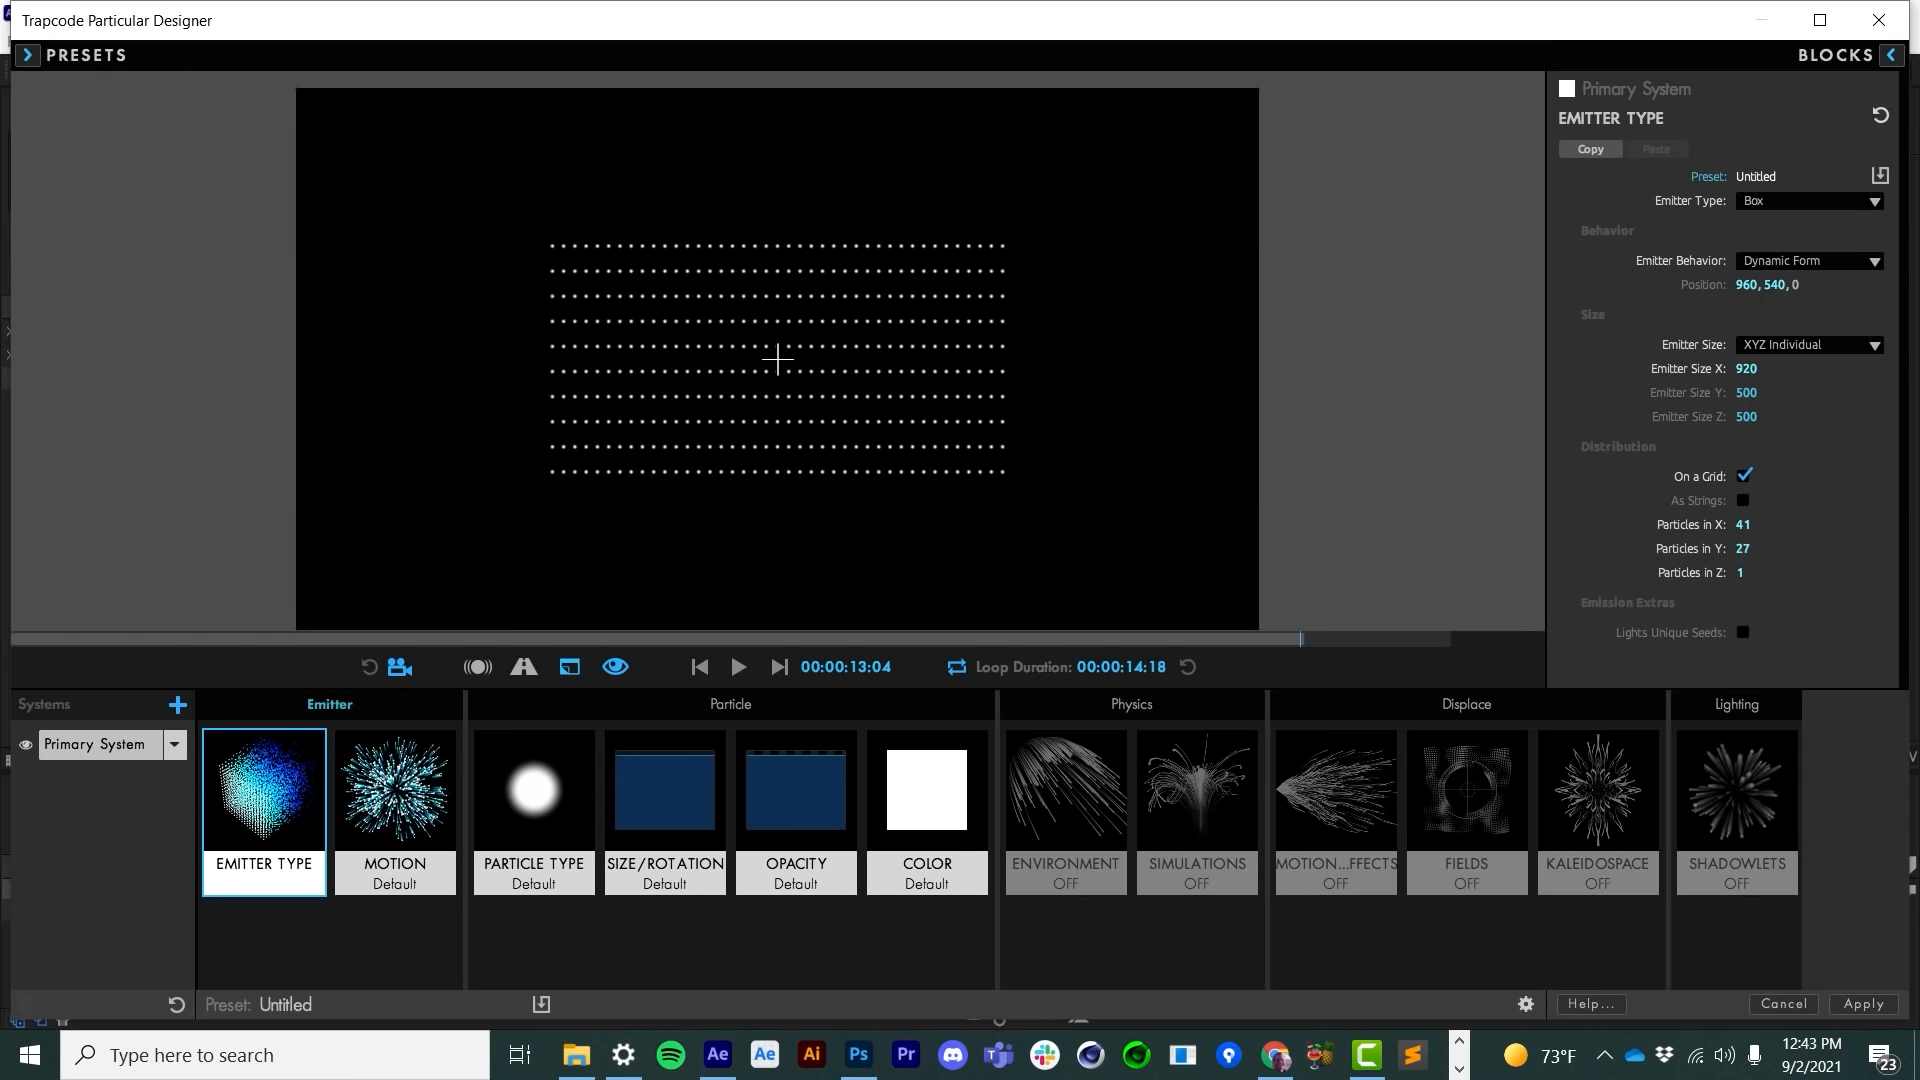 Trapcode Particular Designer
PRESETS
BLOCKS
Primary System
EMITTER TYPE
Copy
Paste
Preset: Untitled
Emitter Type: Box
Behavior
Emitter Behavior: Dynamic Form
Position: 960, 540, 0
Size
Emitter Size: XYZ Individual
Emitter Size X: 920
Emitter Size Y: 500
Emitter Size Z: 500
Distribution
On a Grid:
As Strings:
Particles in X: 41
Particles in Y: 27
Particles in Z: 1
Emission Extras
Lights Unique Seeds:
00:00:13:04
Loop Duration: 00:00:14:18
Systems
Emitter
Particle
Physics
Displace
Lighting
Primary System
EMITTER TYPE
MOTION
Default
PARTICLE TYPE
Default
SIZE/ROTATION
Default
OPACITY
Default
COLOR
Default
ENVIRONMENT
OFF
SIMULATIONS
OFF
MOTION...FFECTS
OFF
FIELDS
OFF
KALEIDOSPACE
OFF
SHADOWLETS
OFF
Preset: Untitled
Help...
Cancel
Apply
Type here to search
Ae
Ae
Ai
Ps
Pr
73°F
12:43 PM
9/2/2021
23